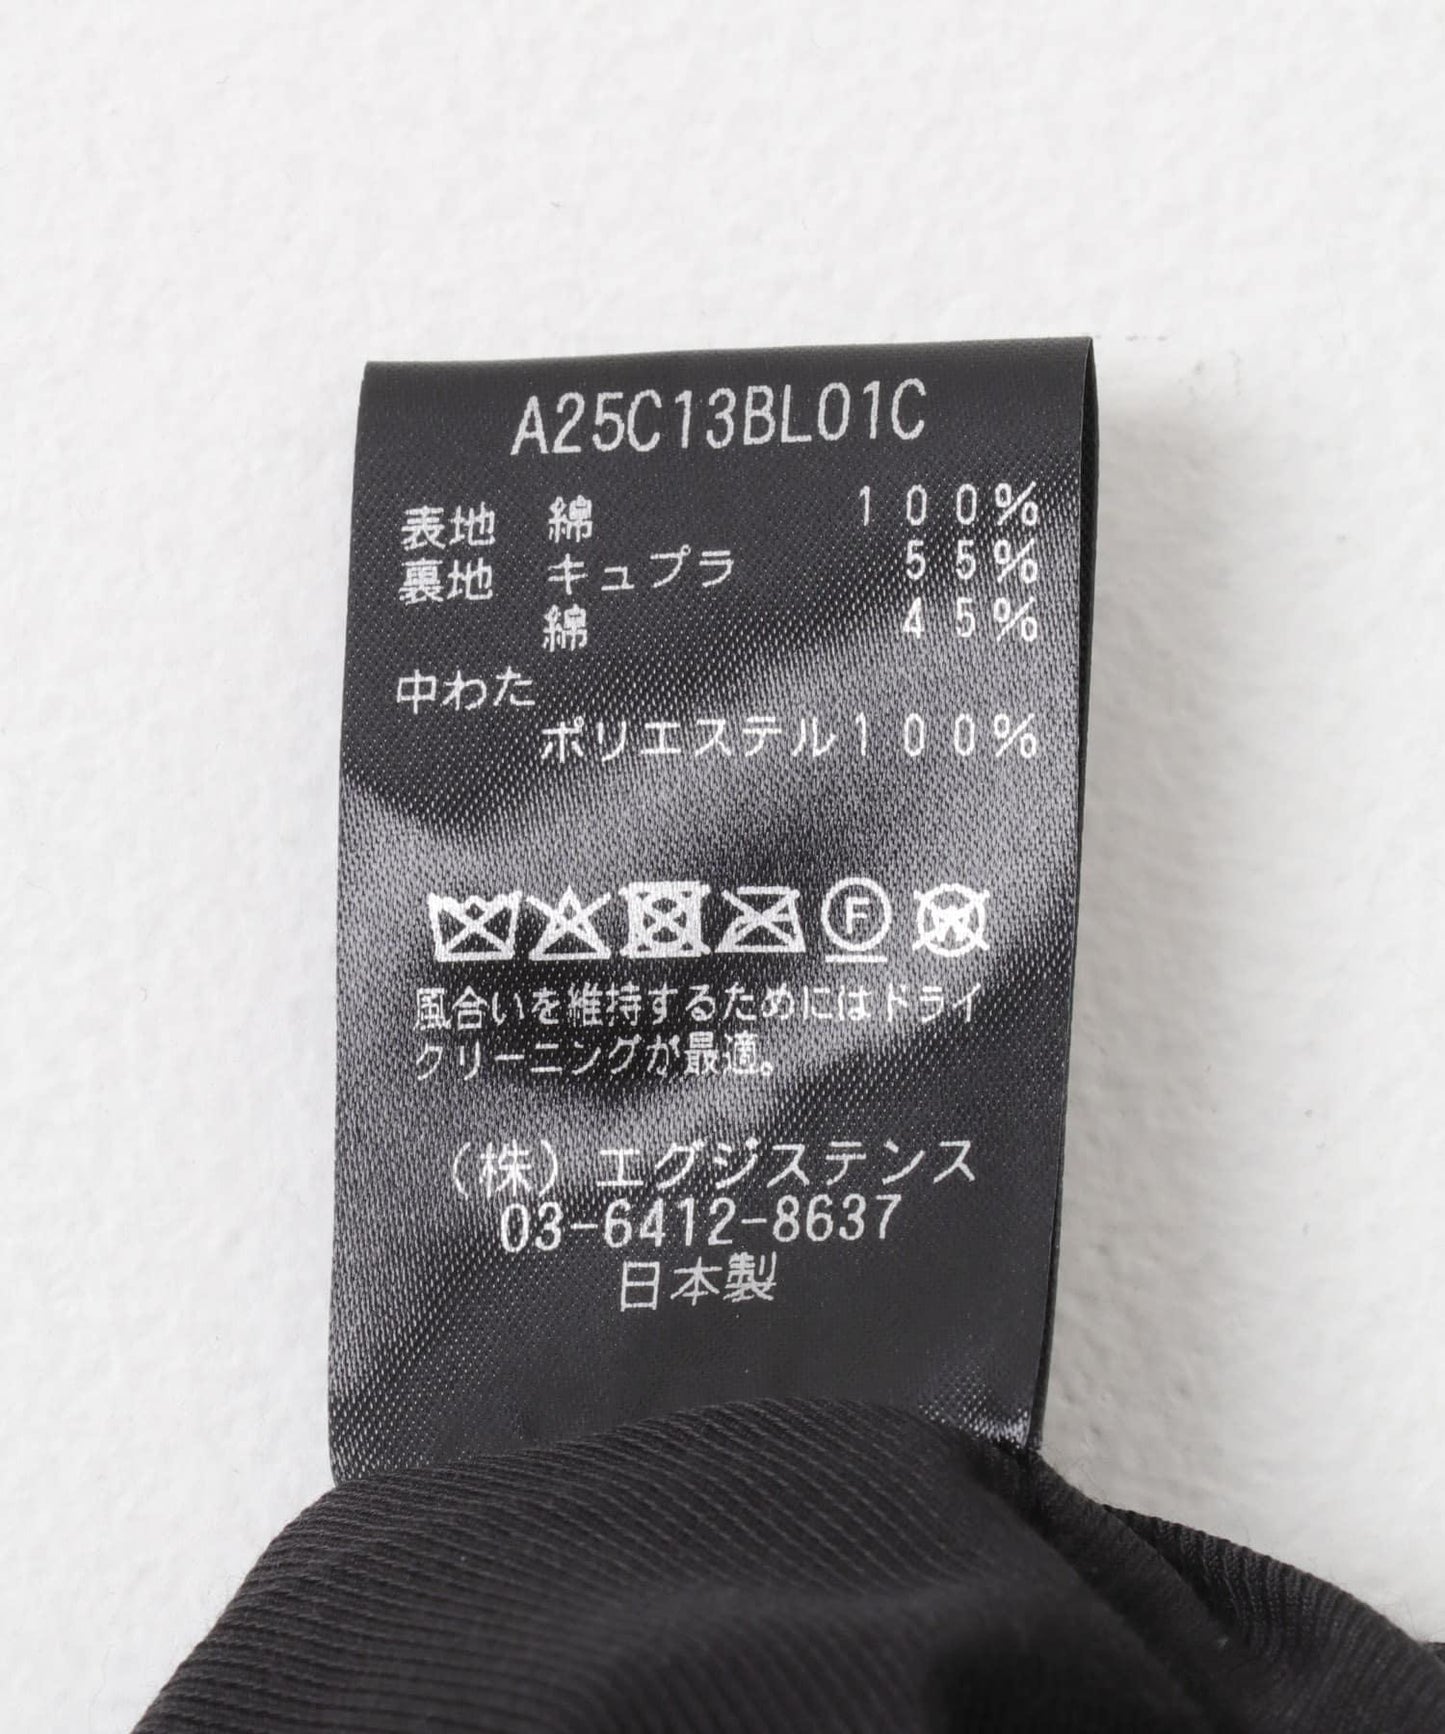 A25C13BL01C
表地 綿 100%
裏地 キュプラ 55%
綿 45%
中わた
ポリエステル100%
F
W
風合いを維持するためにはドライ
クリーニングが最適。
(株)エグジステンス
03-6412-8637
日本製